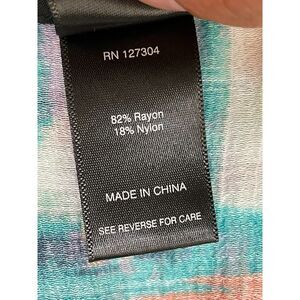 RN 127304
82% Rayon
18% Nylon
MADE IN CHINA
SEE REVERSE FOR CARE